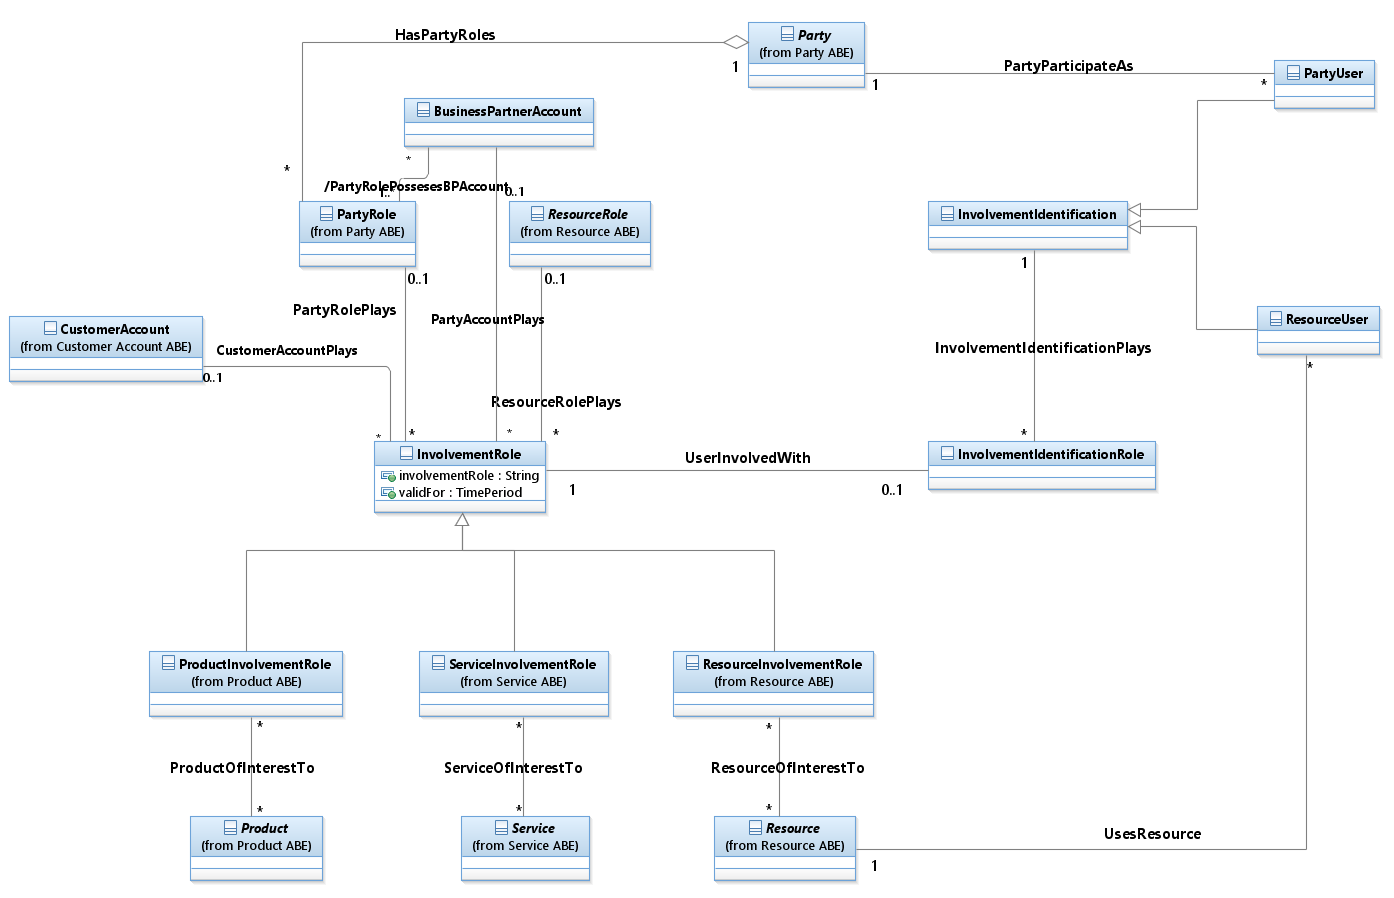 HasPartyRoles
Party
(from Party ABE)
1
1
PartyParticipateAs
*
PartyUser
BusinessPartnerAccount
*
*
/PartyRolePossesesBPAccount
1..*
0..1
PartyRole
(from Party ABE)
ResourceRole
(from Resource ABE)
InvolvementIdentification
0..1
0..1
1
PartyRolePlays
PartyAccountPlays
CustomerAccount
(from Customer Account ABE)
CustomerAccountPlays
0..1
ResourceUser
*
InvolvementIdentificationPlays
ResourceRolePlays
*
*
*
*
*
InvolvementRole
involvementRole : String
validFor : TimePeriod
UserInvolvedWith
1
0..1
InvolvementIdentificationRole
ProductInvolvementRole
(from Product ABE)
ServiceInvolvementRole
(from Service ABE)
ResourceInvolvementRole
(from Resource ABE)
*
*
*
ProductOfInterestTo
ServiceOfInterestTo
ResourceOfInterestTo
*
*
*
Product
(from Product ABE)
Service
(from Service ABE)
Resource
(from Resource ABE)
UsesResource
1